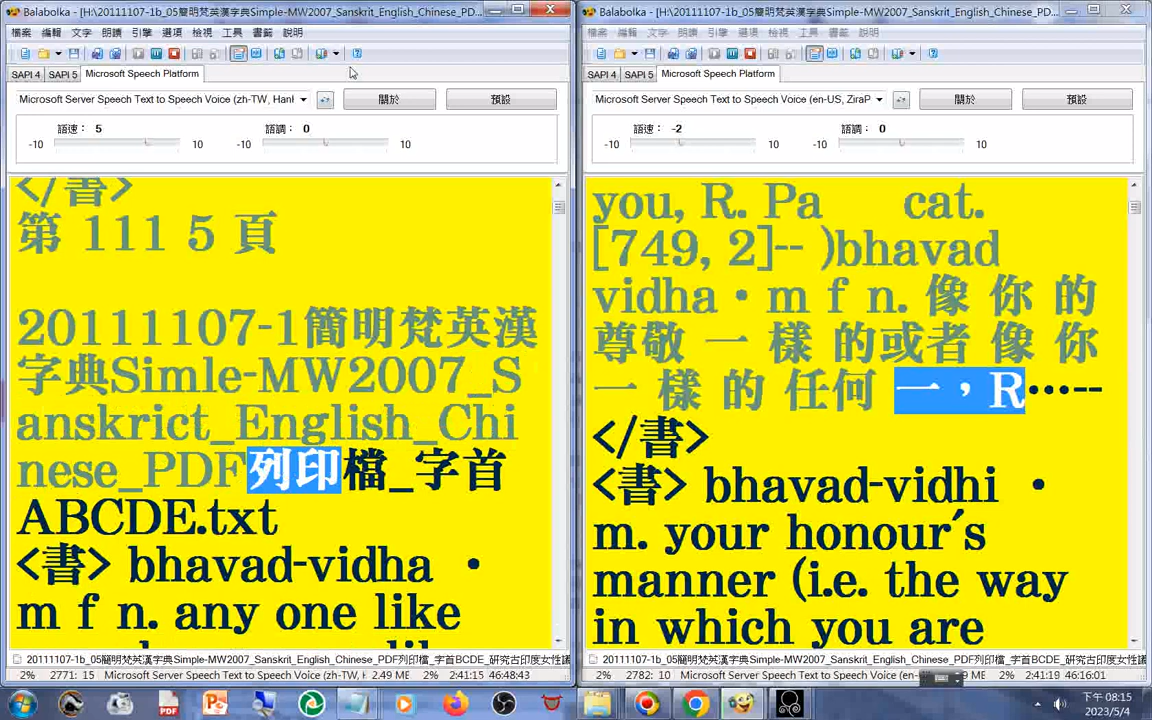 Balabolka - [H:\20111107-1b_05簡明梵英漢字典Simple-MW2007_Sanskrit_English_Chinese_PD...
檔案 編輯 文字 朗讀 引擎 選項 檢視 工具 書籤 說明
SAPI 4 SAPI 5 Microsoft Speech Platform
Microsoft Server Speech Text to Speech Voice (zh-TW, Han 關於 預設
語速： 5 語調： 0
-10 10 -10 10
</書>
第 111 5 頁
20111107-1簡明梵英漢
字典Simle-MW2007_S
anskrict_English_Chi
nese_PDF列印檔_字首
ABCDE.txt
<書> bhavad-vidha •
m f n. any one like
20111107-1b_05簡明梵英漢字典Simple-MW2007_Sanskrit_English_Chinese_PDF列印檔_字首BCDE_研究古印度女性議
2% 2771: 15 Microsoft Server Speech Text to Speech Voice (zh-TW, H 2.49 ME 2% 2:41:15 46:48:43
Balabolka - [H:\20111107-1b_05簡明梵英漢字典Simple-MW2007_Sanskrit_English_Chinese_PD...
檔案 編輯 文字 朗讀 引擎 選項 檢視 工具 書籤 說明
SAPI 4 SAPI 5 Microsoft Speech Platform
Microsoft Server Speech Text to Speech Voice (en-US, ZiraP 關於 預設
語速： -2 語調： 0
-10 10 -10 10
you, R. Pa cat.
[749, 2]-- )bhavad
vidha • m f n. 像 你 的
尊敬 一 樣 的或者 像 你
一 樣 的 任何 一，R…--
</書>
<書> bhavad-vidhi •
m. your honour´s
manner (i.e. the way
in which you are
20111107-1b_05簡明梵英漢字典Simple-MW2007_Sanskrit_English_Chinese_PDF列印檔_字首BCDE_研究古印度女性議
2% 2782: 10 Microsoft Server Speech Text to Speech Voice (en-U ME 2% 2:41:19 46:16:01
下午 08:15
2023/5/4